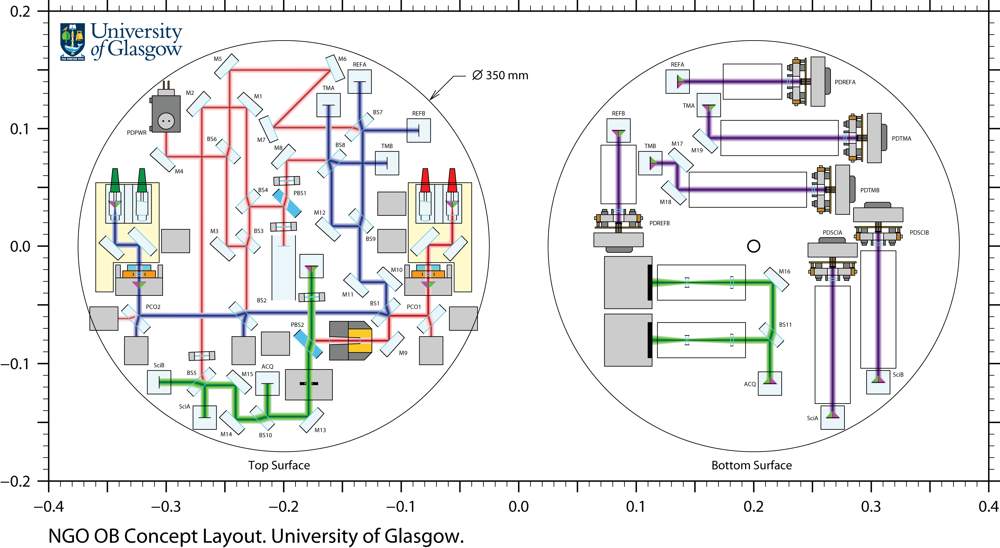 0.2
0.1
0.0
−0.1
−0.2
University
of Glasgow
VIA VERITAS VITA
M5
M6
REFA
Ø 350 mm
REFA
PDREFA
M2
M1
TMA
TMA
BS7
REFB
REFB
PDPWR
M7
BS6
M8
BS8
TMB
TMB
M17
M19
PDTMA
M4
BS4
PBS1
M18
PDTMB
M12
M3
BS3
BS9
PDREFB
PDSCIA
PDSCIB
M10
M11
M16
BS2
BS1
PCO2
PCO1
PBS2
BS11
M9
SciB
ACQ
BS5
M15
ACQ
SciB
SciA
M14
BS10
M13
SciA
Top Surface
Bottom Surface
−0.4
−0.3
−0.2
−0.1
0.0
0.1
0.2
0.3
0.4
NGO OB Concept Layout. University of Glasgow.